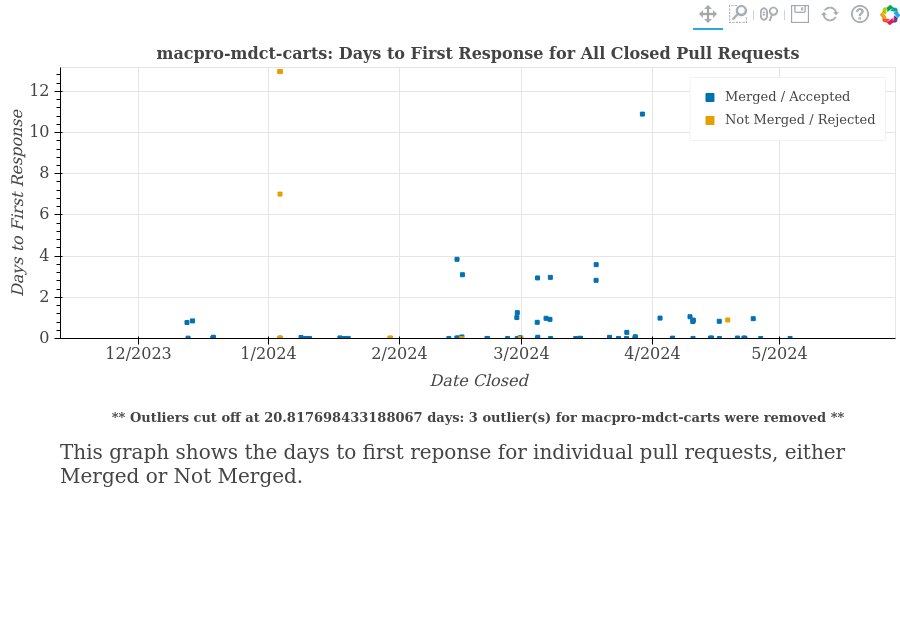 macpro-mdct-carts: Days to First Response for All Closed Pull Requests
Days to First Response
12
10
8
6
4
2
0
Merged / Accepted
Not Merged / Rejected
12/2023 1/2024 2/2024 3/2024 4/2024 5/2024
Date Closed
** Outliers cut off at 20.817698433188067 days: 3 outlier(s) for macpro-mdct-carts were removed **
This graph shows the days to first reponse for individual pull requests, either
Merged or Not Merged.